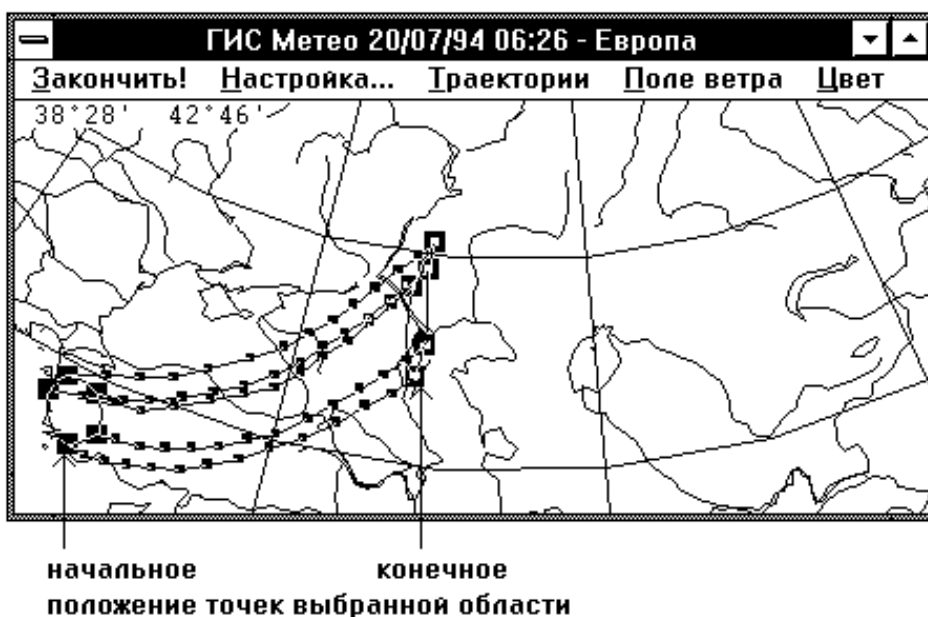 ГИС Метео 20/07/94 06:26 - Европа
Закончить! Настройка... Траектории Поле ветра Цвет
38°28' 42°46'
начальное конечное
положение точек выбранной области